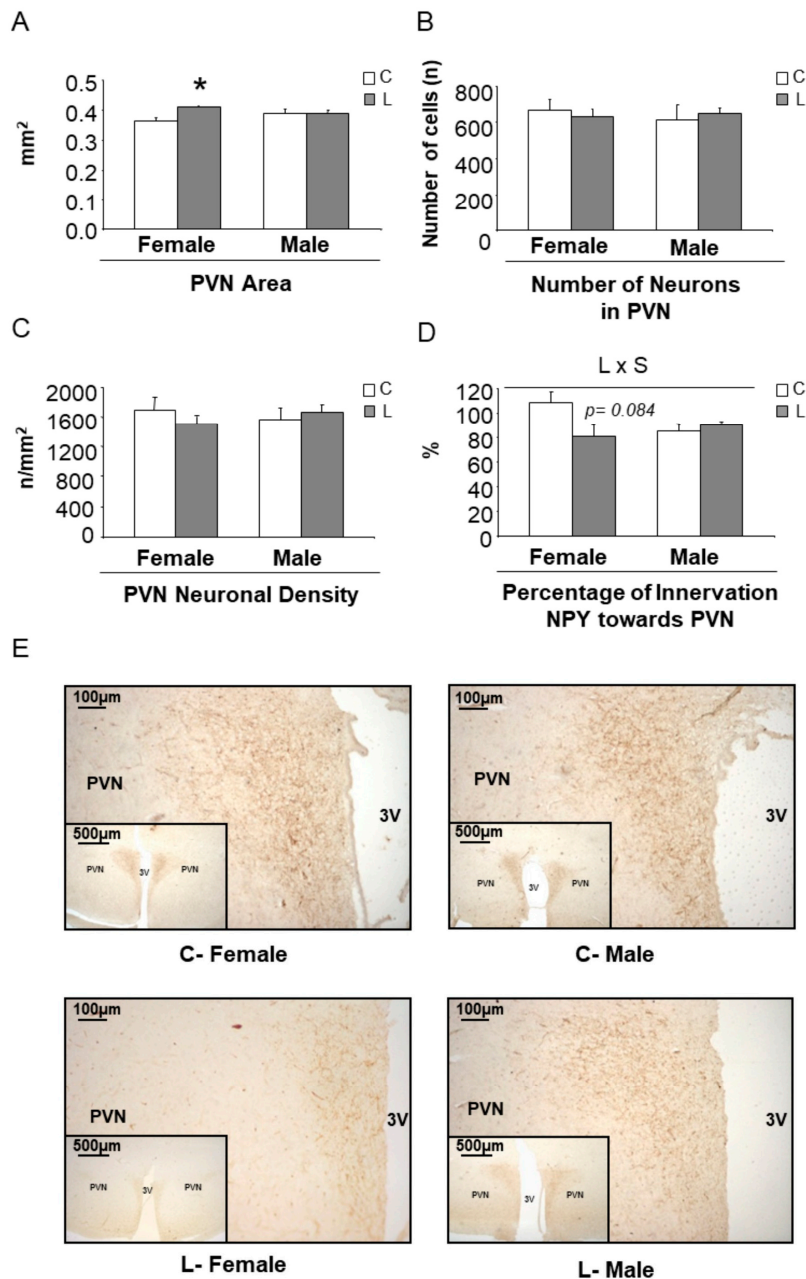 A
0.5
0.4
0.3
0.2
0.1
0.0
mm²
*
C
L
Female
Male
PVN Area
B
800
600
400
200
0
Number of cells (n)
C
L
Female
Male
Number of Neurons
in PVN
C
2000
1600
1200
800
400
0
n/mm²
C
L
Female
Male
PVN Neuronal Density
D
L x S
120
100
80
60
40
20
0
%
p= 0.084
C
L
Female
Male
Percentage of Innervation
NPY towards PVN
E
100µm
PVN
3V
500µm
PVN
3V
PVN
C- Female
100µm
PVN
3V
500µm
PVN
3V
PVN
C- Male
100µm
PVN
3V
500µm
PVN
3V
PVN
L- Female
100µm
PVN
3V
500µm
PVN
3V
PVN
L- Male